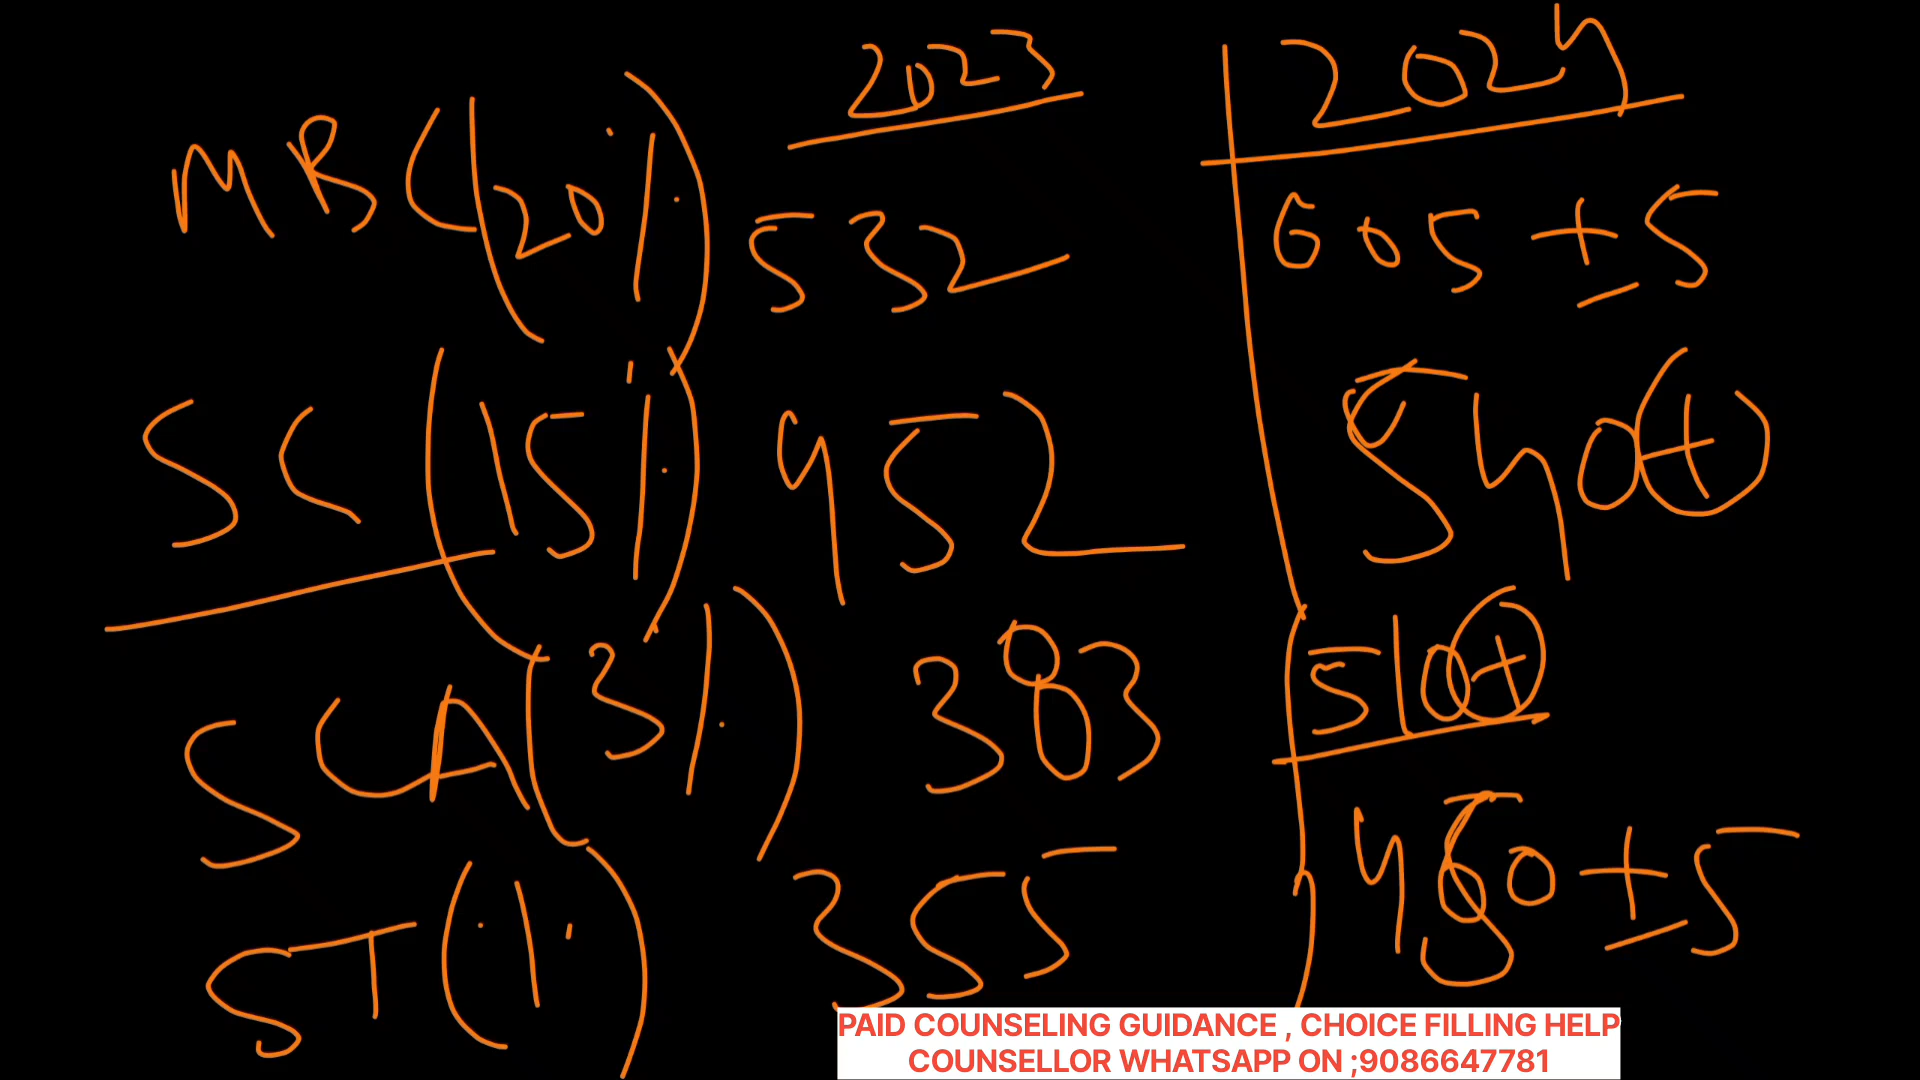 2023 2024
MBC (20%) 532 605 ± 5
SC (15%) 452 540(+)
SCA (3%) 383 510(+)
ST (1%) 355 480 ± 5
PAID COUNSELING GUIDANCE , CHOICE FILLING HELP
COUNSELLOR WHATSAPP ON ;9086647781